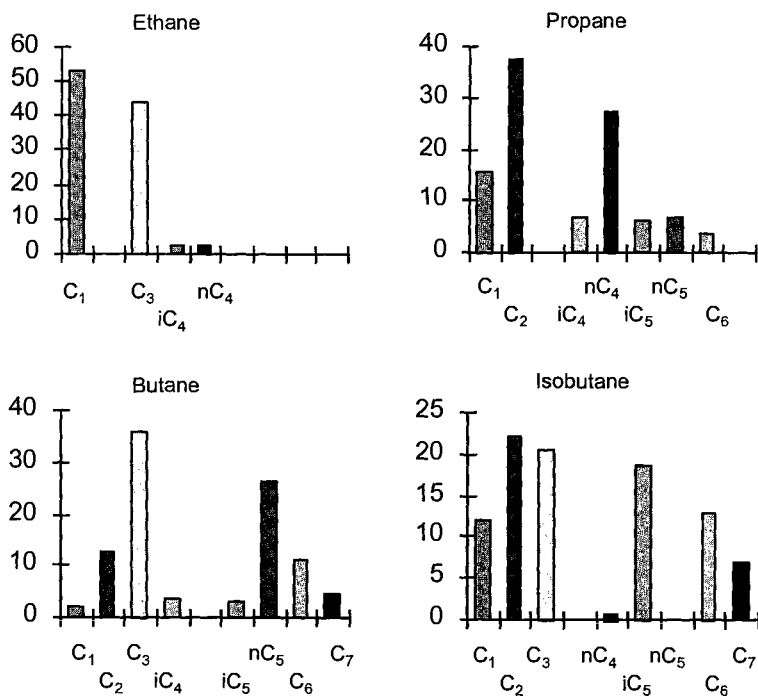 Ethane
60
50
40
30
20
10
0
C₁ C₃ nC₄
iC₄
Propane
40
30
20
10
0
C₁ iC₄ nC₄ iC₅ nC₅
C₂ C₆
Butane
40
30
20
10
0
C₁ C₃ nC₅ C₇
C₂ iC₄ iC₅ C₆
Isobutane
25
20
15
10
5
0
C₁ C₃ nC₄ nC₅ C₇
C₂ iC₅ C₆